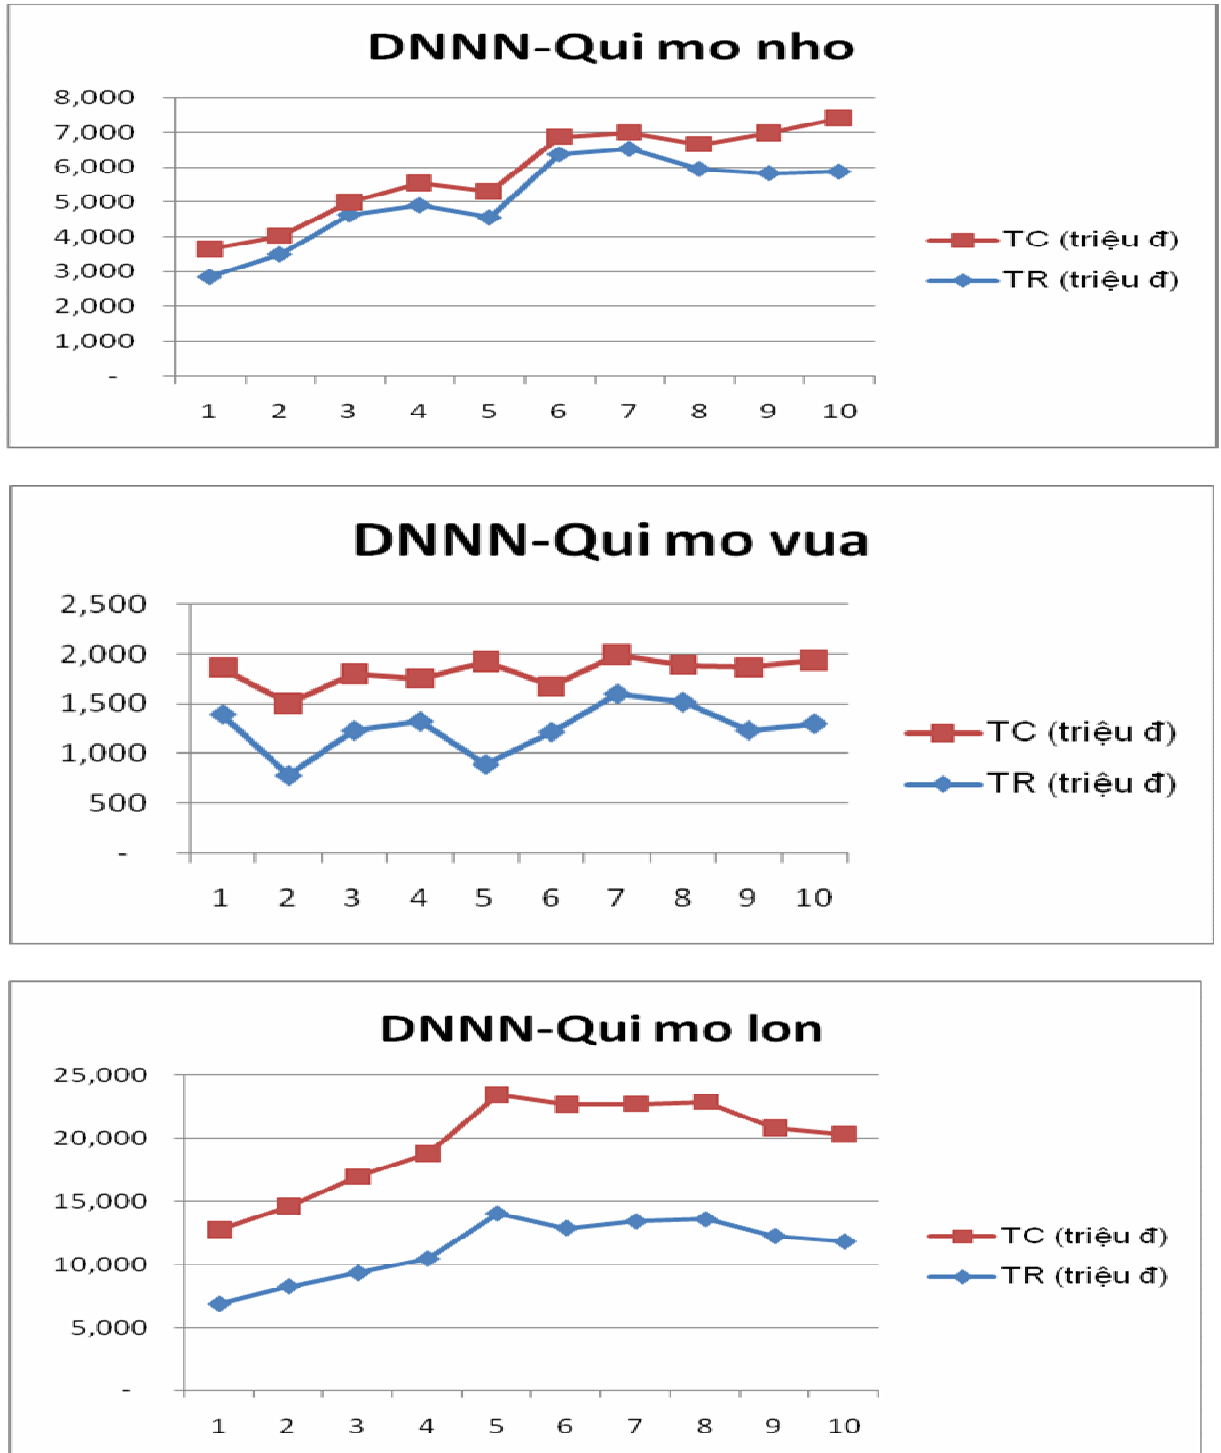 DNNN-Qui mo nho
8,000
7,000
6,000
5,000
4,000
3,000
2,000
1,000
-
1 2 3 4 5 6 7 8 9 10
TC (triệu đ)
TR (triệu đ)
DNNN-Qui mo vua
2,500
2,000
1,500
1,000
500
-
1 2 3 4 5 6 7 8 9 10
TC (triệu đ)
TR (triệu đ)
DNNN-Qui mo lon
25,000
20,000
15,000
10,000
5,000
-
1 2 3 4 5 6 7 8 9 10
TC (triệu đ)
TR (triệu đ)